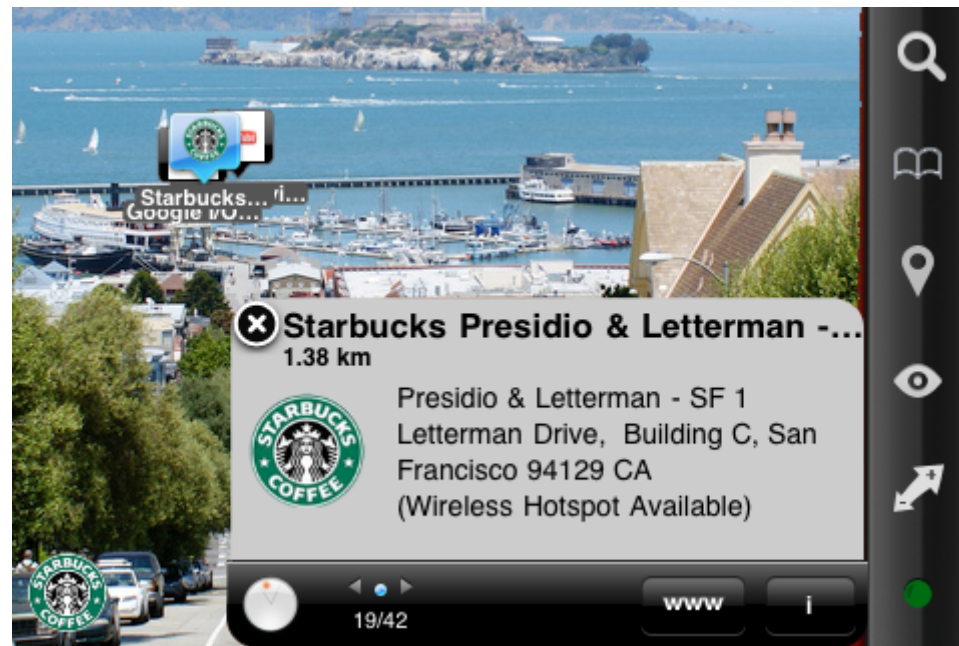 Starbucks...
Google I/O...
Starbucks Presidio & Letterman -...
1.38 km
STARBUCKS
COFFEE
Presidio & Letterman - SF 1
Letterman Drive, Building C, San
Francisco 94129 CA
(Wireless Hotspot Available)
STARBUCKS
COFFEE
19/42
www
i